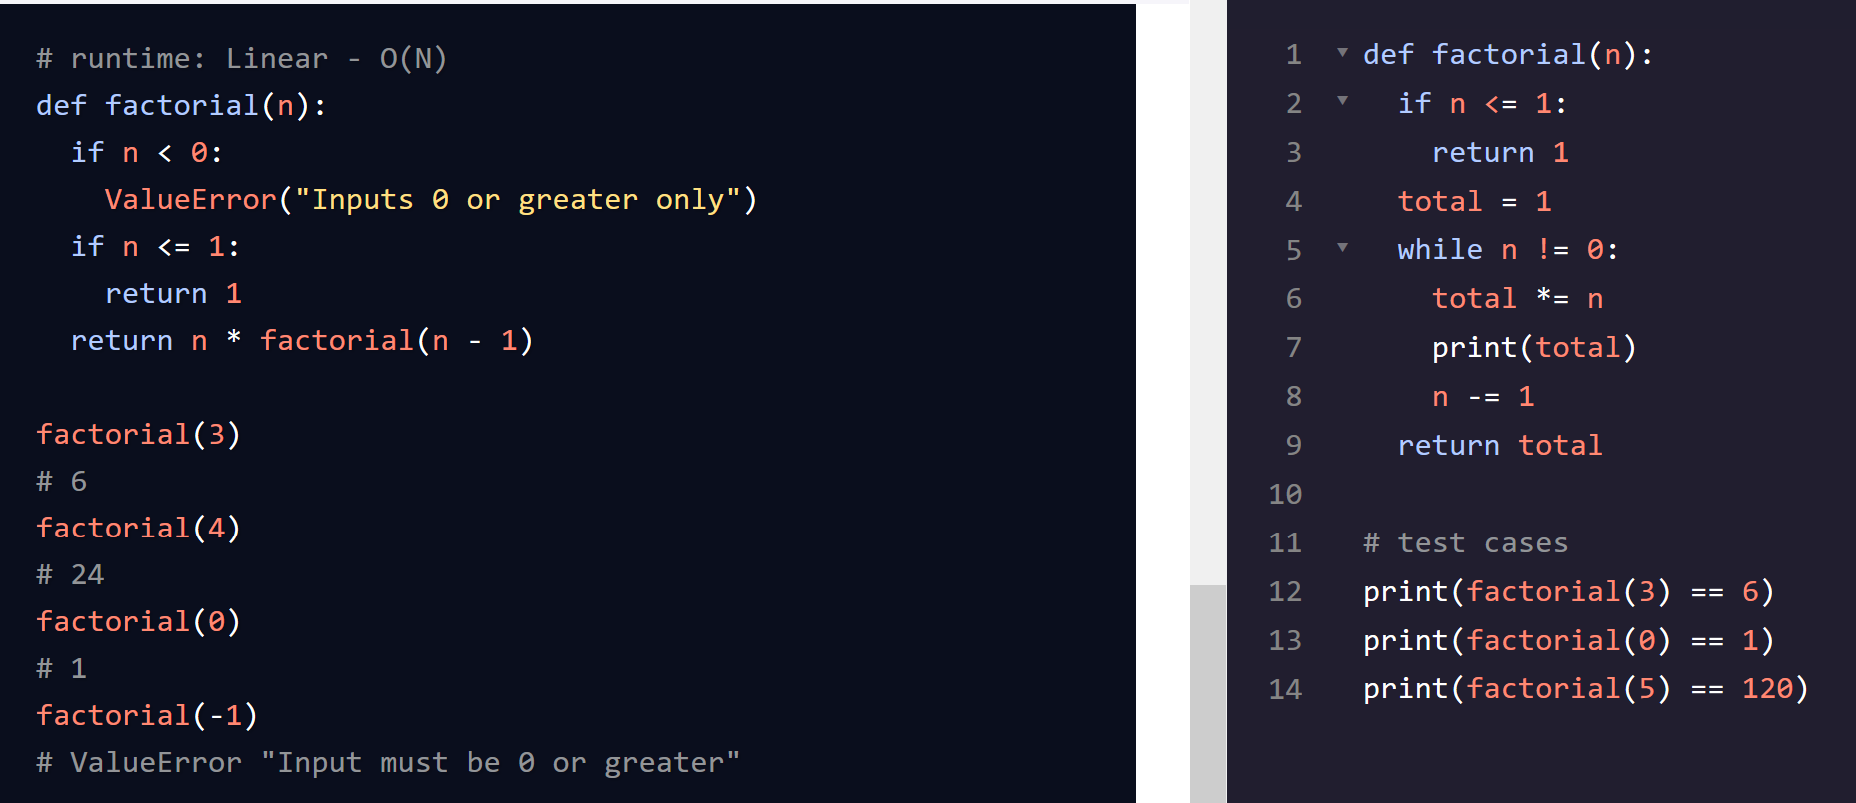 # runtime: Linear - O(N)
def factorial(n):
  if n < 0:
    ValueError("Inputs 0 or greater only")
  if n <= 1:
    return 1
  return n * factorial(n - 1)

factorial(3)
# 6
factorial(4)
# 24
factorial(0)
# 1
factorial(-1)
# ValueError "Input must be 0 or greater"
1 def factorial(n):
2   if n <= 1:
3     return 1
4   total = 1
5   while n != 0:
6     total *= n
7     print(total)
8     n -= 1
9   return total
10
11 # test cases
12 print(factorial(3) == 6)
13 print(factorial(0) == 1)
14 print(factorial(5) == 120)